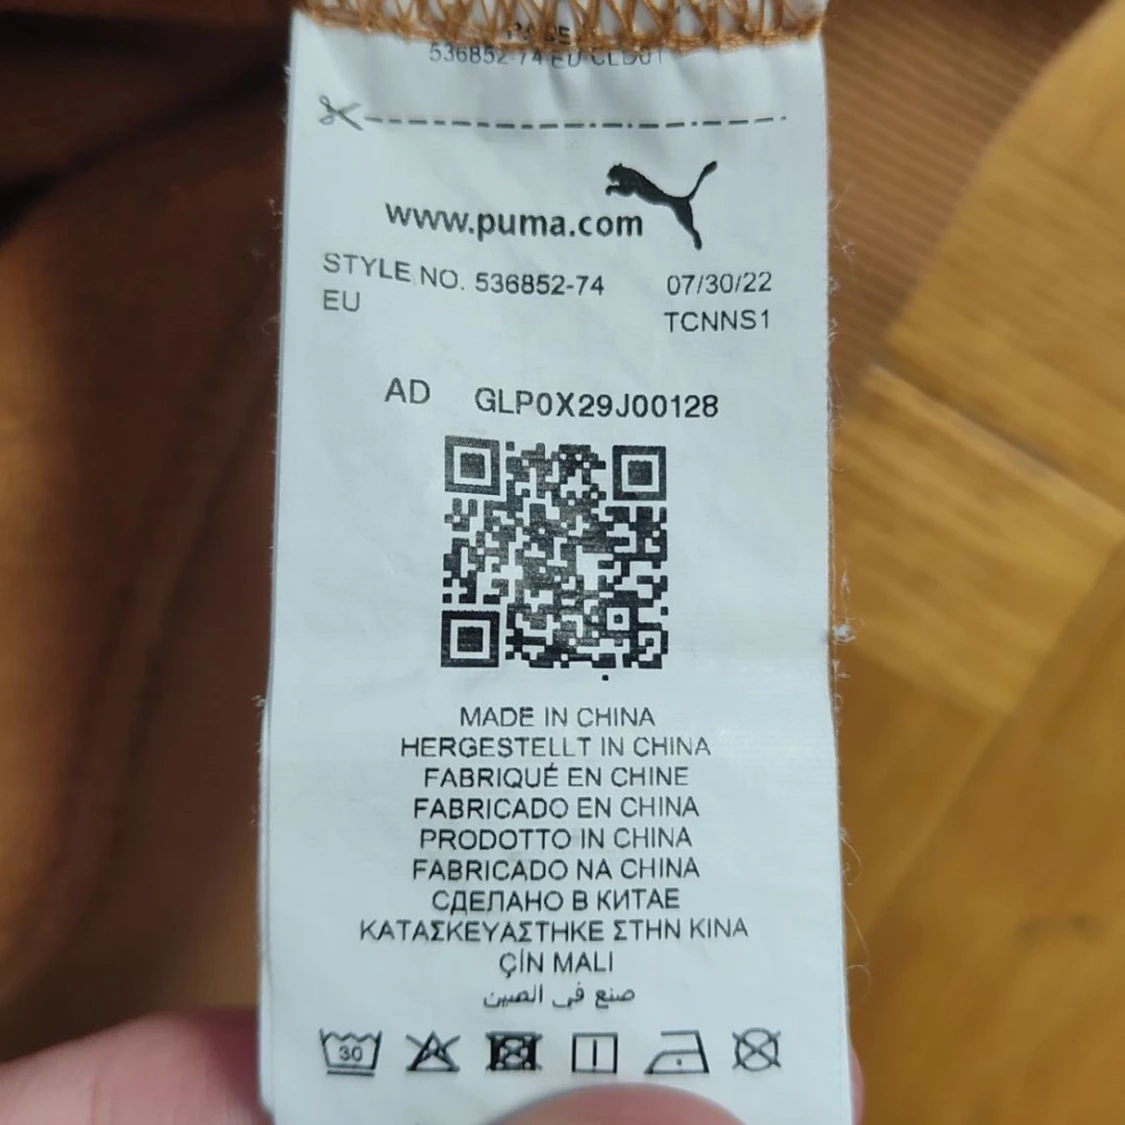 536852-74-EU-CLD01
www.puma.com
STYLE NO. 536852-74 07/30/22
EU TCNNS1
AD GLP0X29J00128
MADE IN CHINA
HERGESTELLT IN CHINA
FABRIQUÉ EN CHINE
FABRICADO EN CHINA
PRODOTTO IN CHINA
FABRICADO NA CHINA
СДЕЛАНО В КИТАЕ
ΚΑΤΑΣΚΕΥΑΣΤΗΚΕ ΣΤΗΝ ΚΙΝΑ
ÇİN MALI
صنع في الصين
30